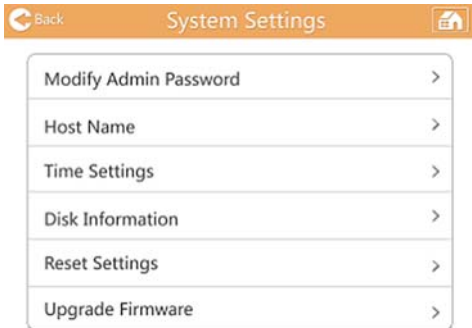 Back
System Settings
Modify Admin Password
Host Name
Time Settings
Disk Information
Reset Settings
Upgrade Firmware